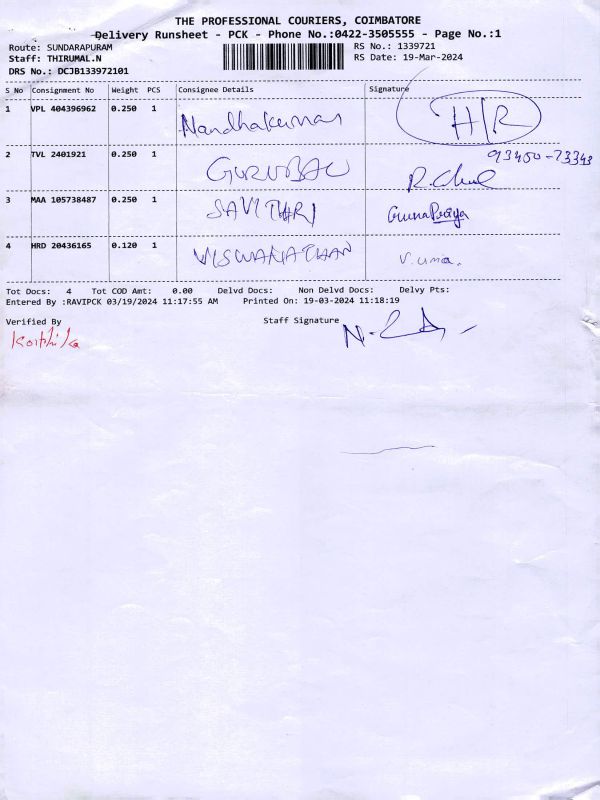 THE PROFESSIONAL COURIERS, COIMBATORE
Delivery Runsheet - PCK - Phone No.:0422-3505555 - Page No.:1
Route: SUNDARAPURAM RS No.: 1339721
Staff: THIRUMAL.N RS Date: 19-Mar-2024
DRS No.: DCJB133972101
S No Consignment No Weight PCS Consignee Details Signature
1 VPL 404396962 0.250 1 Nandhakumar H/R
93450-73343
2 TVL 2401921 0.250 1 GURUBAL
3 MAA 105738487 0.250 1 SAVITHRI
4 HRD 20436165 0.120 1 VISWANATHAN V.uma.
Tot Docs: 4 Tot COD Amt: 0.00 Delvd Docs: Non Delvd Docs: Delvy Pts:
Entered By :RAVIPCK 03/19/2024 11:17:55 AM Printed On: 19-03-2024 11:18:19
Verified By Staff Signature